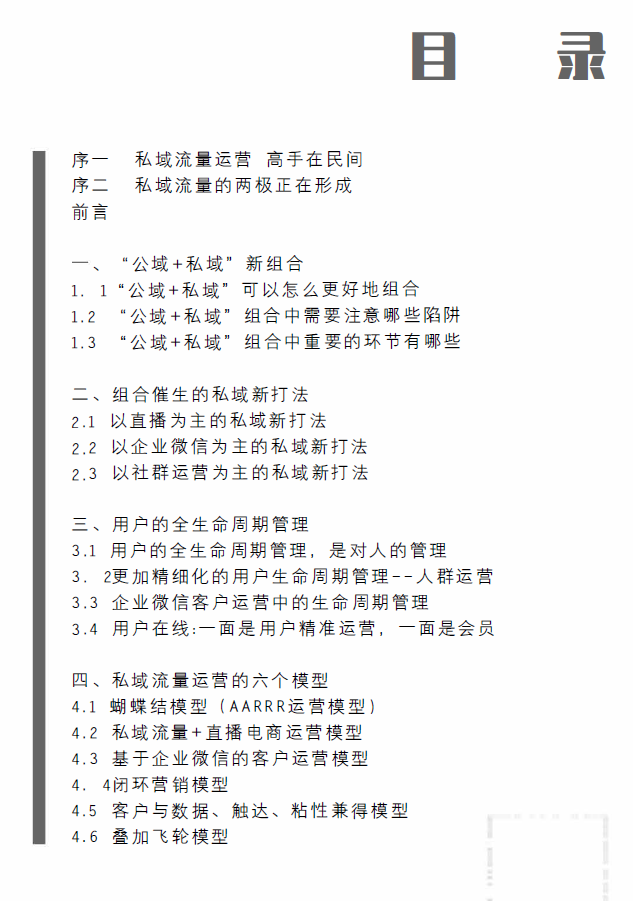 目 录
序一 私域流量运营 高手在民间
序二 私域流量的两极正在形成
前言
一、“公域+私域”新组合
1. 1“公域+私域”可以怎么更好地组合
1.2 “公域+私域”组合中需要注意哪些陷阱
1.3 “公域+私域”组合中重要的环节有哪些
二、组合催生的私域新打法
2.1 以直播为主的私域新打法
2.2 以企业微信为主的私域新打法
2.3 以社群运营为主的私域新打法
三、用户的全生命周期管理
3.1 用户的全生命周期管理，是对人的管理
3. 2更加精细化的用户生命周期管理--人群运营
3.3 企业微信客户运营中的生命周期管理
3.4 用户在线:一面是用户精准运营，一面是会员
四、私域流量运营的六个模型
4.1 蝴蝶结模型（AARRR运营模型）
4.2 私域流量+直播电商运营模型
4.3 基于企业微信的客户运营模型
4. 4闭环营销模型
4.5 客户与数据、触达、粘性兼得模型
4.6 叠加飞轮模型